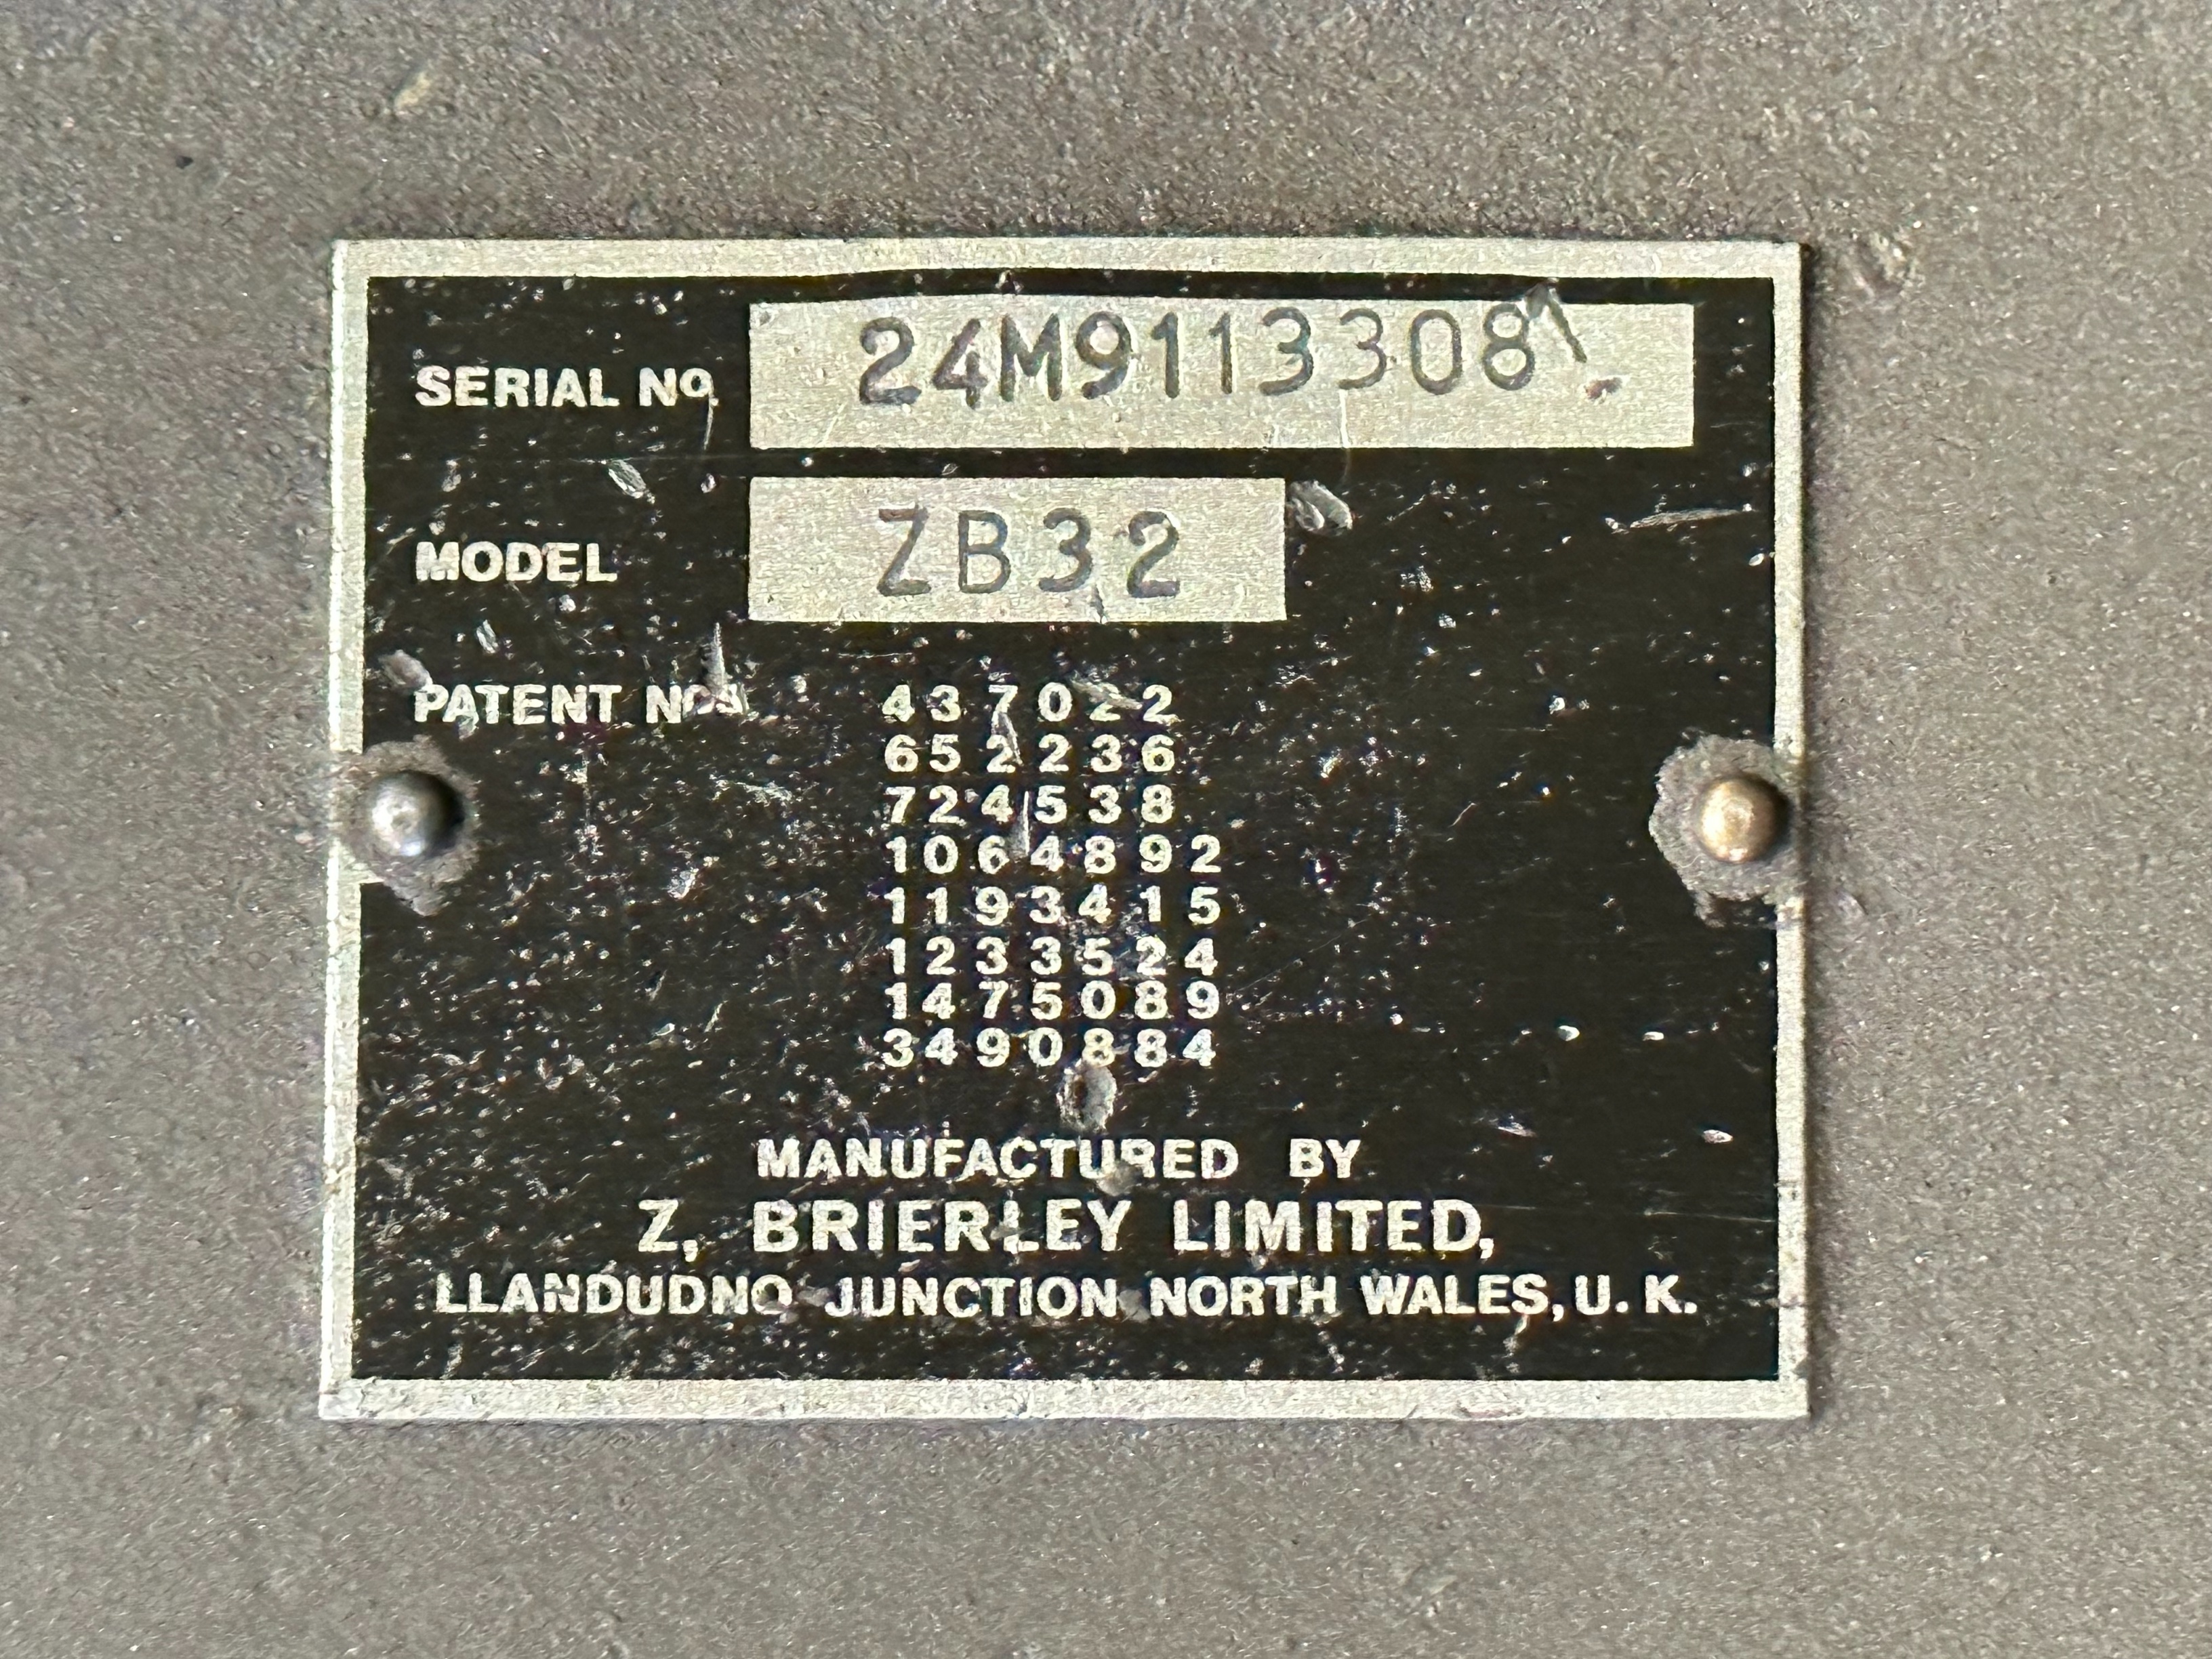 SERIAL No. 24M9113308
MODEL ZB32
PATENT Nos 437022
652236
724538
1064892
1193415
1233524
1475089
3490884
MANUFACTURED BY
Z, BRIERLEY LIMITED,
LLANDUDNO JUNCTION NORTH WALES, U. K.